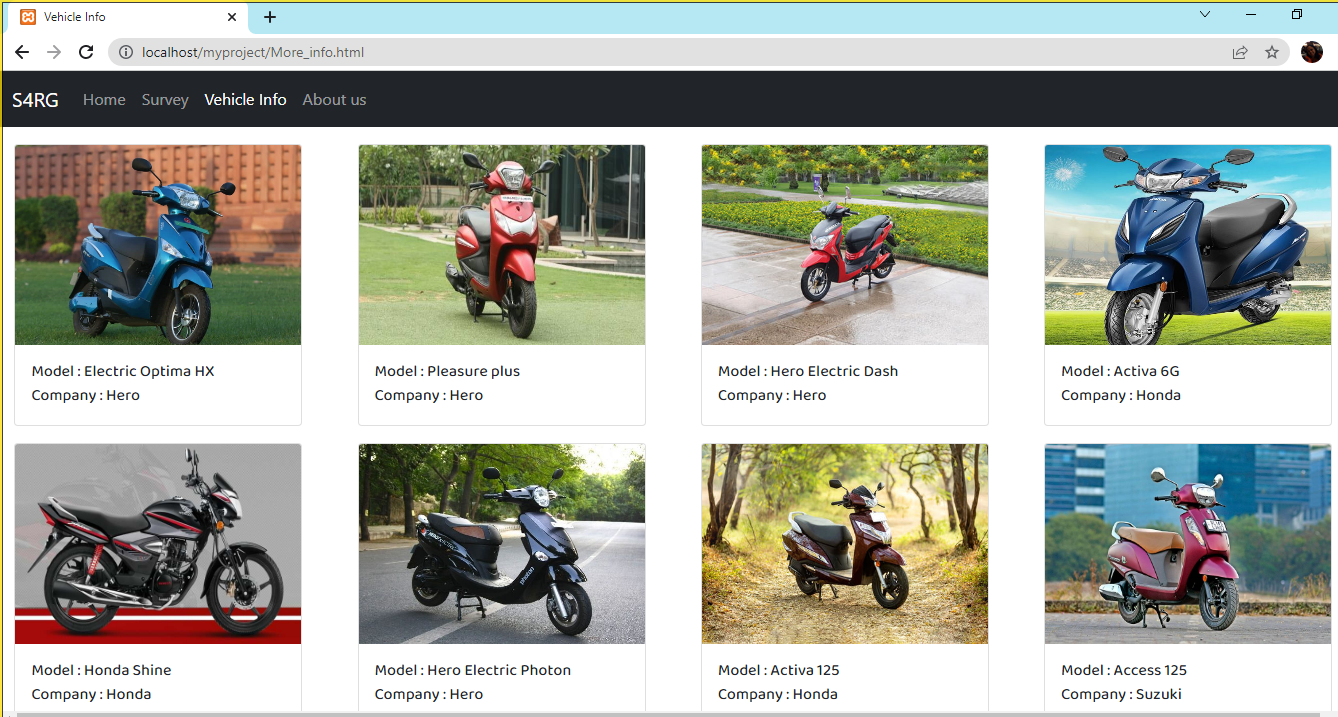 Vehicle Info
localhost/myproject/More_info.html
S4RG Home Survey Vehicle Info About us
Model : Electric Optima HX
Company : Hero
Model : Pleasure plus
Company : Hero
Model : Hero Electric Dash
Company : Hero
Model : Activa 6G
Company : Honda
photon
Model : Honda Shine
Company : Honda
Model : Hero Electric Photon
Company : Hero
Model : Activa 125
Company : Honda
Model : Access 125
Company : Suzuki